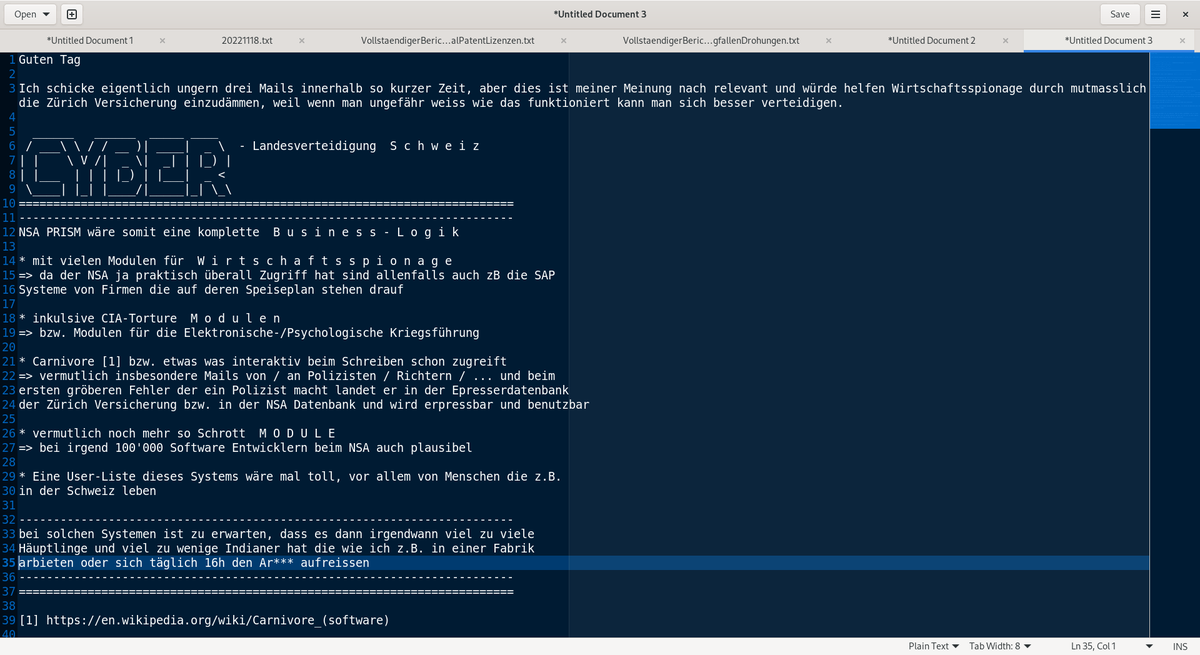 Open
*Untitled Document 3
Save
*Untitled Document 1
20221118.txt
VollstaendigerBeric...alPatentLizenzen.txt
VollstaendigerBeric...gfallenDrohungen.txt
*Untitled Document 2
*Untitled Document 3
1 Guten Tag
2
3 Ich schicke eigentlich ungern drei Mails innerhalb so kurzer Zeit, aber dies ist meiner Meinung nach relevant und würde helfen Wirtschaftsspionage durch mutmasslich
die Zürich Versicherung einzudämmen, weil wenn man ungefähr weiss wie das funktioniert kann man sich besser verteidigen.
4
5
6 CYBER - Landesverteidigung S c h w e i z
7
8
9
10 ========================================================================
11 ------------------------------------------------------------------------
12 NSA PRISM wäre somit eine komplette B u s i n e s s - L o g i k
13
14 * mit vielen Modulen für W i r t s c h a f t s s p i o n a g e
15 => da der NSA ja praktisch überall Zugriff hat sind allenfalls auch zB die SAP
16 Systeme von Firmen die auf deren Speiseplan stehen drauf
17
18 * inkulsive CIA-Torture M o d u l e n
19 => bzw. Modulen für die Elektronische-/Psychologische Kriegsführung
20
21 * Carnivore [1] bzw. etwas was interaktiv beim Schreiben schon zugreift
22 => vermutlich insbesondere Mails von / an Polizisten / Richtern / ... und beim
23 ersten gröberen Fehler der ein Polizist macht landet er in der Epresserdatenbank
24 der Zürich Versicherung bzw. in der NSA Datenbank und wird erpressbar und benutzbar
25
26 * vermutlich noch mehr so Schrott M O D U L E
27 => bei irgend 100'000 Software Entwicklern beim NSA auch plausibel
28
29 * Eine User-Liste dieses Systems wäre mal toll, vor allem von Menschen die z.B.
30 in der Schweiz leben
31
32 ------------------------------------------------------------------------
33 bei solchen Systemen ist zu erwarten, dass es dann irgendwann viel zu viele
34 Häuptlinge und viel zu wenige Indianer hat die wie ich z.B. in einer Fabrik
35 arbieten oder sich täglich 16h den Ar*** aufreissen
36 ------------------------------------------------------------------------
37 ========================================================================
38
39 [1] https://en.wikipedia.org/wiki/Carnivore_(software)
40
Plain Text
Tab Width: 8
Ln 35, Col 1
INS